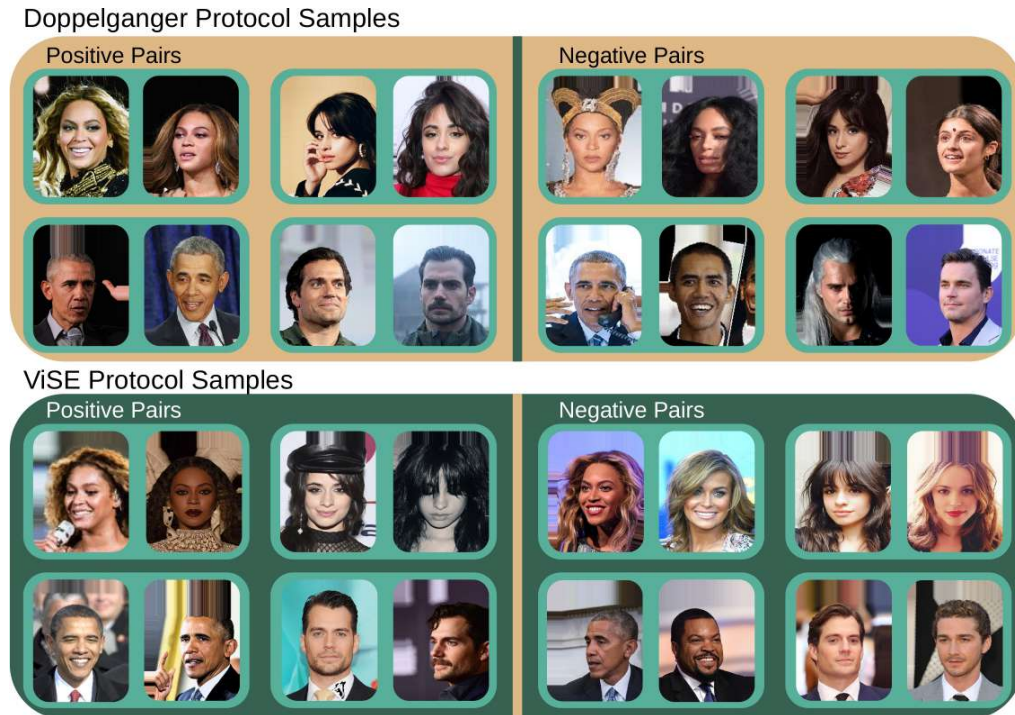 Doppelganger Protocol Samples
Positive Pairs
Negative Pairs
ViSE Protocol Samples
Positive Pairs
Negative Pairs